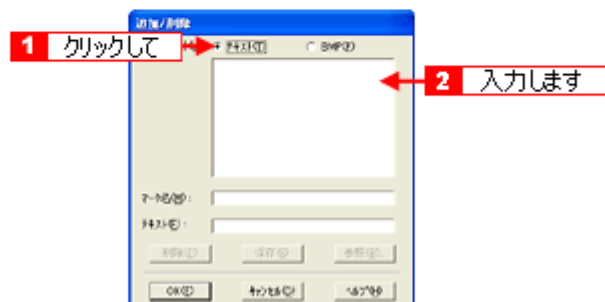 追加/削除
1 クリックして
テキスト(T) BMP(P)
2 入力します
マーク名(M):
テキスト(E):
削除(D) 保存(S) 参照(R)...
OK(O) キャンセル(C) ヘルプ(H)